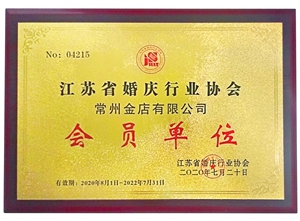 No: 04215
江苏省婚庆行业协会
常州金店有限公司
会员单位
江苏省婚庆行业协会
二〇二〇年七月二十日
有效期：2020年8月1日-2022年7月31日